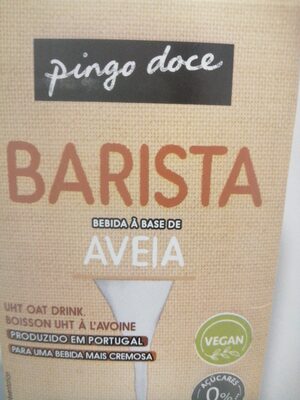 pingo doce
BARISTA
BEBIDA À BASE DE
AVEIA
UHT OAT DRINK.
BOISSON UHT À L'AVOINE
PRODUZIDO EM PORTUGAL
PARA UMA BEBIDA MAIS CREMOSA
VEGAN
AÇÚCARES
0%